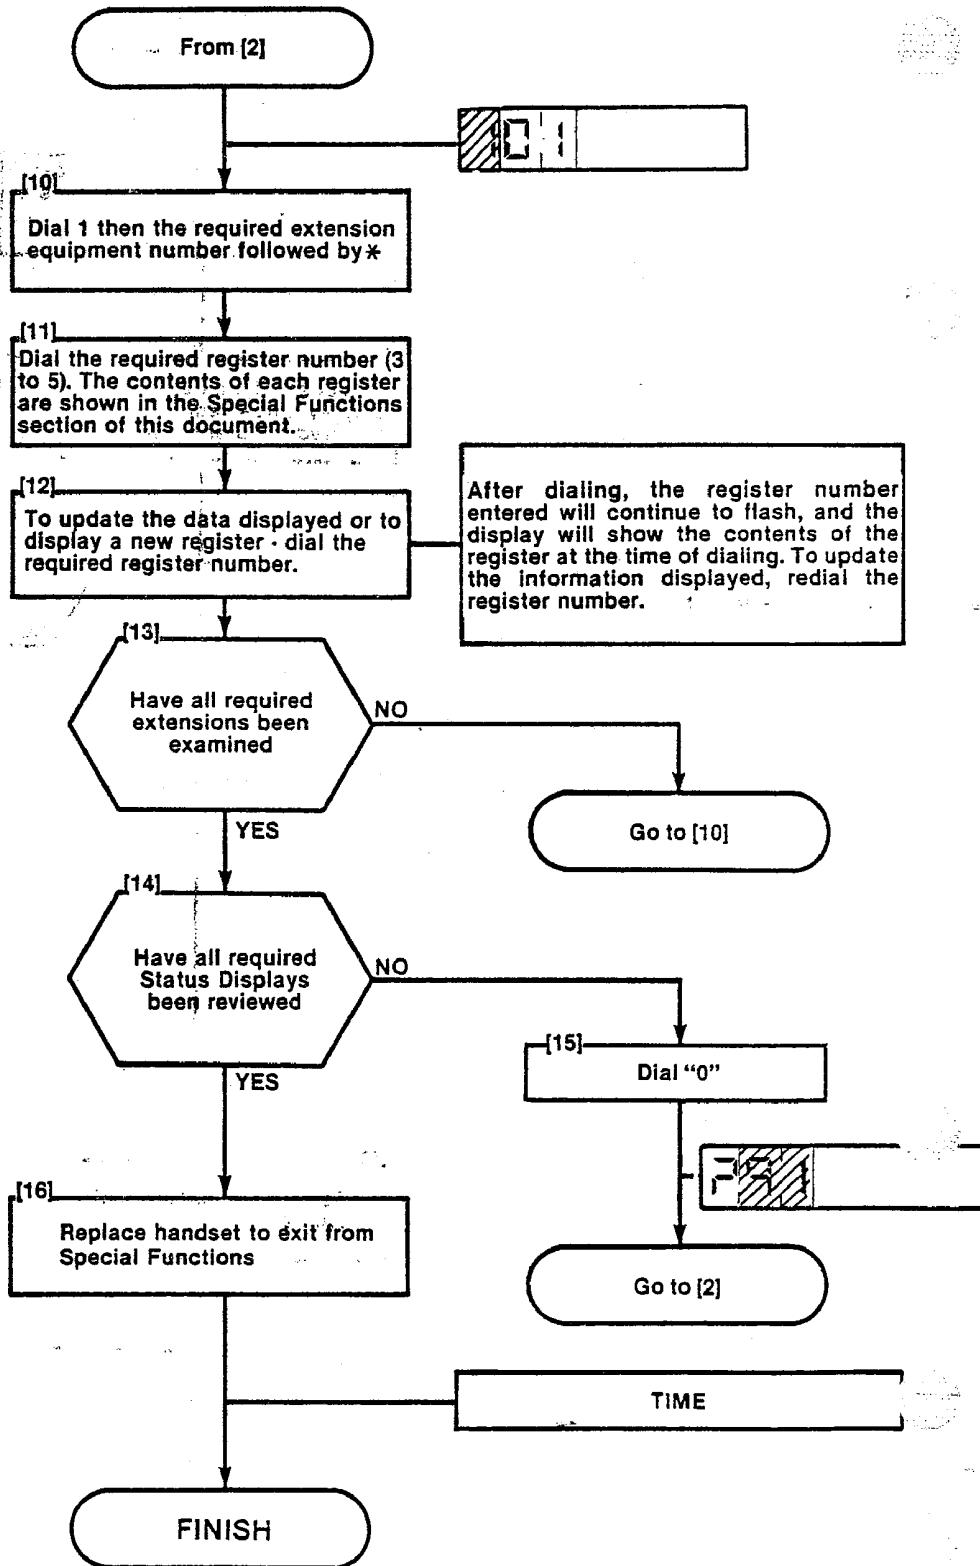 From [2]
[10]
Dial 1 then the required extension
equipment number followed by *
[11]
Dial the required register number (3
to 5). The contents of each register
are shown in the Special Functions
section of this document.
[12]
To update the data displayed or to
display a new register - dial the
required register number.
After dialing, the register number
entered will continue to flash, and the
display will show the contents of the
register at the time of dialing. To update
the information displayed, redial the
register number.
[13]
Have all required
extensions been
examined
NO
YES
Go to [10]
[14]
Have all required
Status Displays
been reviewed
NO
YES
[15]
Dial "0"
[16]
Replace handset to exit from
Special Functions
Go to [2]
TIME
FINISH